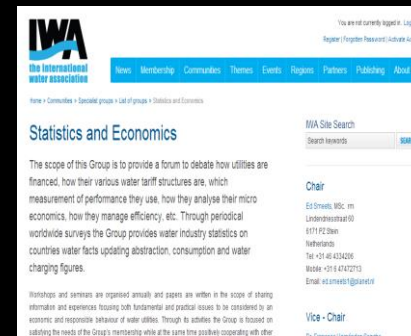 You are not currently logged in.
Register | Forgotten Password | Activate
IWA
the international
water association
News Membership Communities Themes Events Regions Partners Publishing About
Home > Communities > Specialist groups > List of groups > Statistics and Economics
Statistics and Economics
IWA Site Search
Search keywords
The scope of this Group is to provide a forum to debate how utilities are
financed, how their various water tariff structures are, which
measurement of performance they use, how they analyse their micro
economics, how they manage efficiency, etc. Through periodical
worldwide surveys the Group provides water industry statistics on
countries water facts updating abstraction, consumption and water
charging figures.
Chair
Ed Smeets, MSc. rm
Lindendriesstraat 60
6171 PZ Stein
Netherlands
Tel: +31 46 4334206
Mobile: +31 6 47472713
Email: ed.smeets1@planet.nl
Workshops and seminars are organised annually and papers are written in the scope of sharing
information and experiences focusing both fundamental and practical issues to be considered by an
economic and responsible behaviour of water utilities. Through its activities the Group is focused on
satisfying the needs of the Group's membership while at the same time positively cooperating with other
Vice - Chair